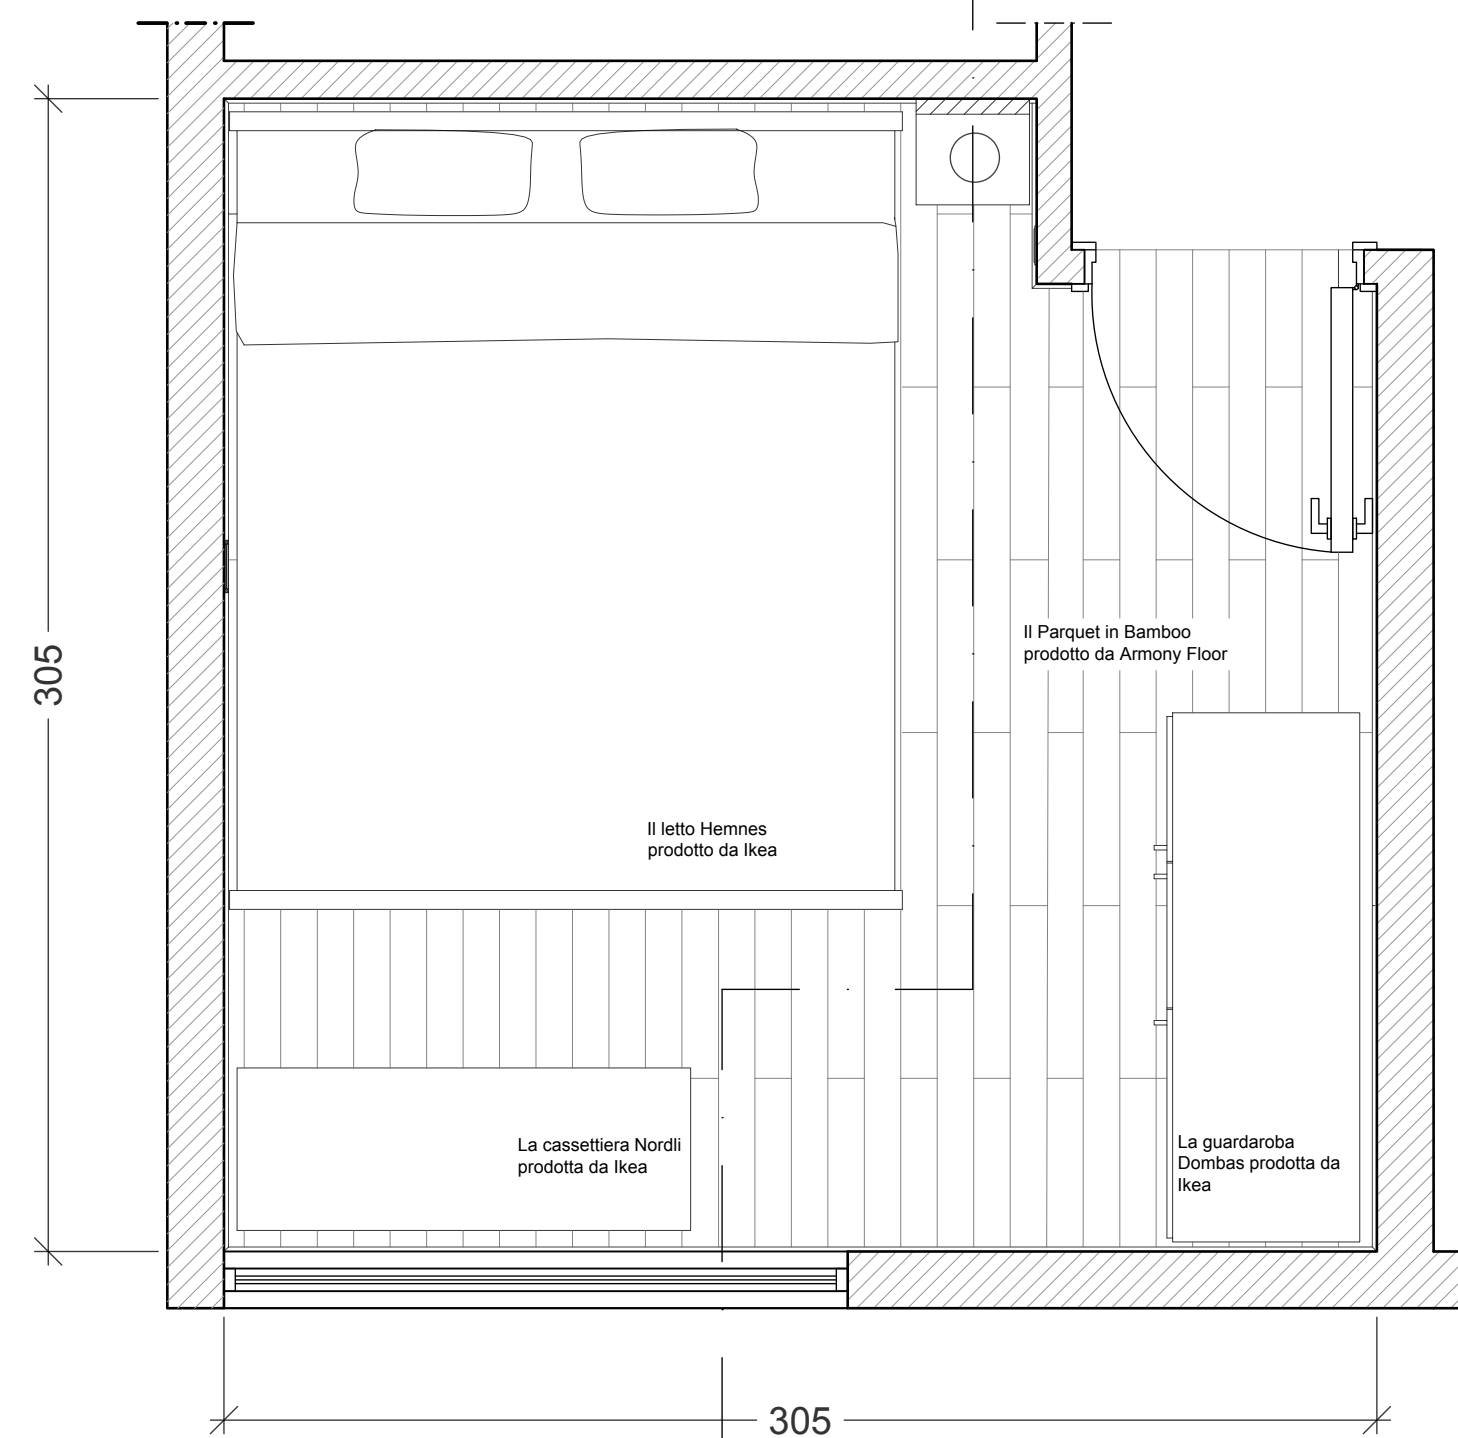 Il Parquet in Bamboo
prodotto da Armony Floor
305
Il letto Hemnes
prodotto da Ikea
La cassettiera Nordli
prodotta da Ikea
La guardaroba
Dombas prodotta da
Ikea
305